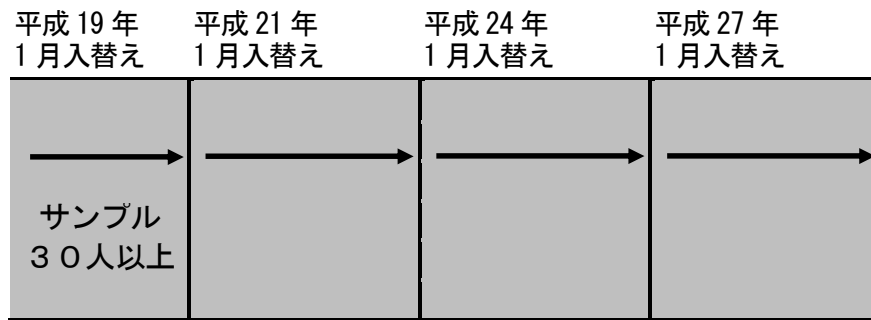 平成 19 年
1 月入替え
平成 21 年
1 月入替え
平成 24 年
1 月入替え
平成 27 年
1 月入替え
サンプル
３０人以上